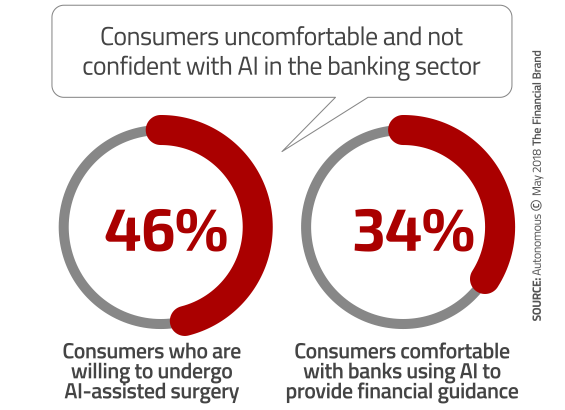 Consumers uncomfortable and not
confident with AI in the banking sector
46%
34%
Consumers who are
willing to undergo
AI-assisted surgery
Consumers comfortable
with banks using AI to
provide financial guidance
SOURCE: Autonomous © May 2018 The Financial Brand